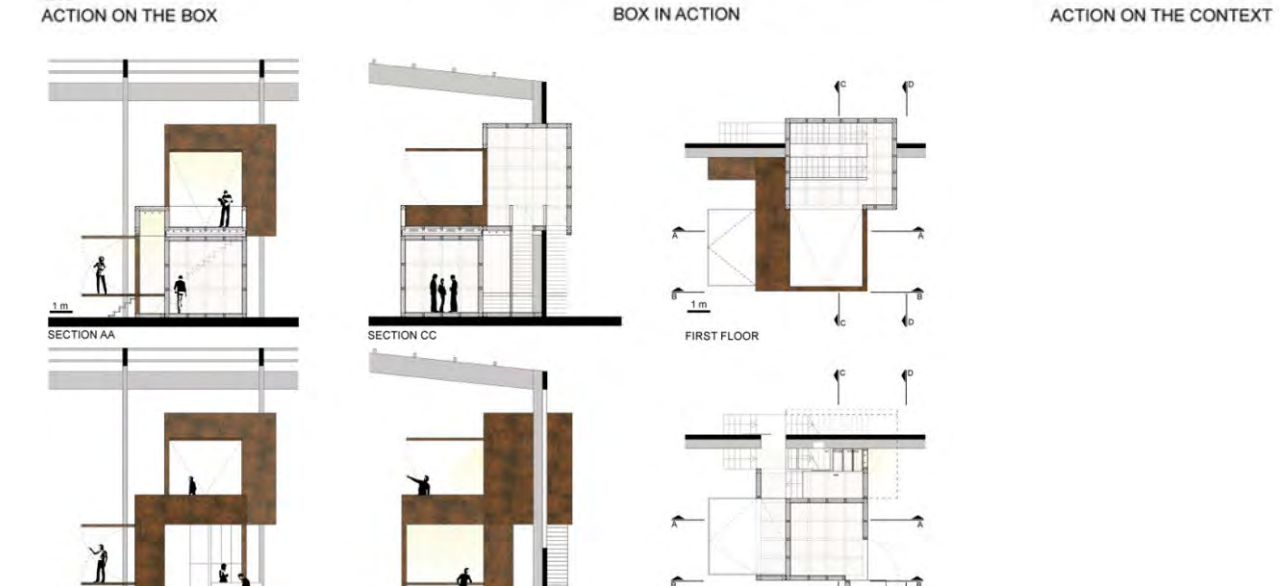 ACTION ON THE BOX
BOX IN ACTION
ACTION ON THE CONTEXT
C
D
A
A
B
B
1 m
1 m
C
D
SECTION AA
SECTION CC
FIRST FLOOR
C
D
A
A